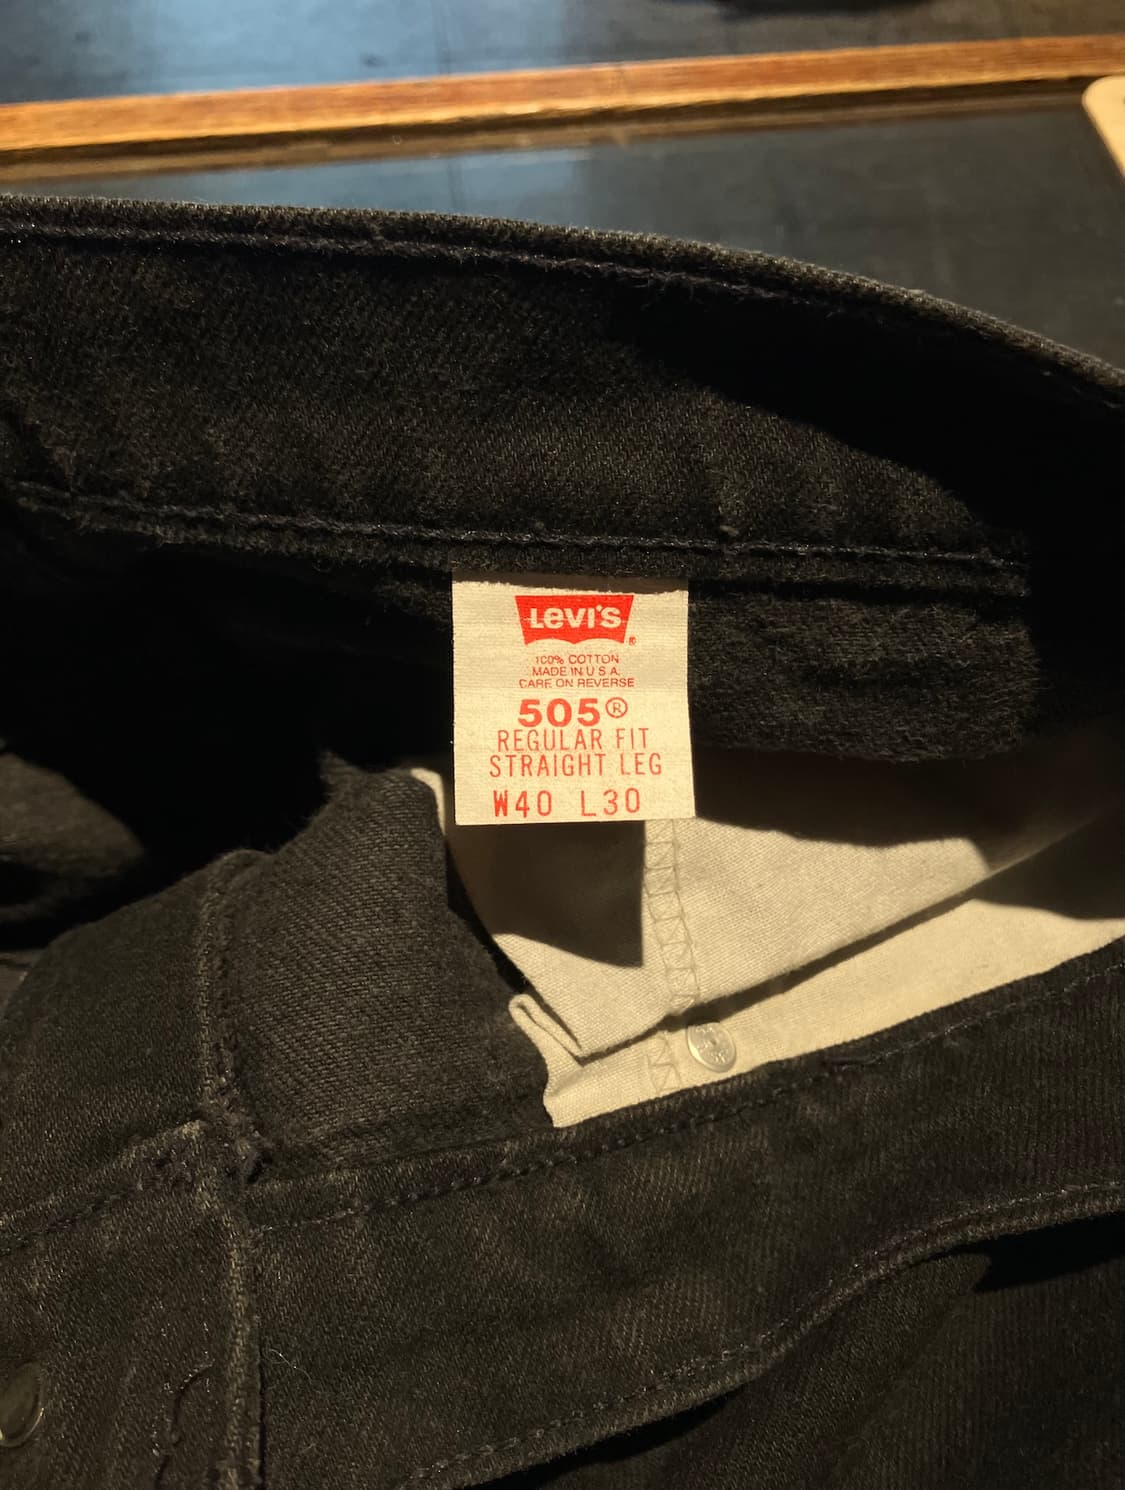 LEVI'S ®
100% COTTON
MADE IN U S A.
CARE ON REVERSE
505®
REGULAR FIT
STRAIGHT LEG
W40 L30